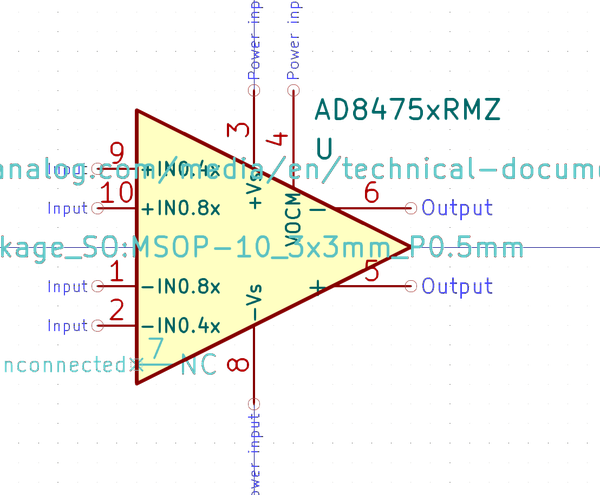 Power input
Power inp
AD8475xRMZ
U
3
4
analog.com/media/en/technical-docum
Input
9
+IN0.4x
+Vs
Input
10
+IN0.8x
VOCM
−
6
Output
kage_SO:MSOP-10_3x3mm_P0.5mm
Input
1
-IN0.8x
-Vs
+
5
Output
Input
2
-IN0.4x
nconnected
7
NC
8
ower input